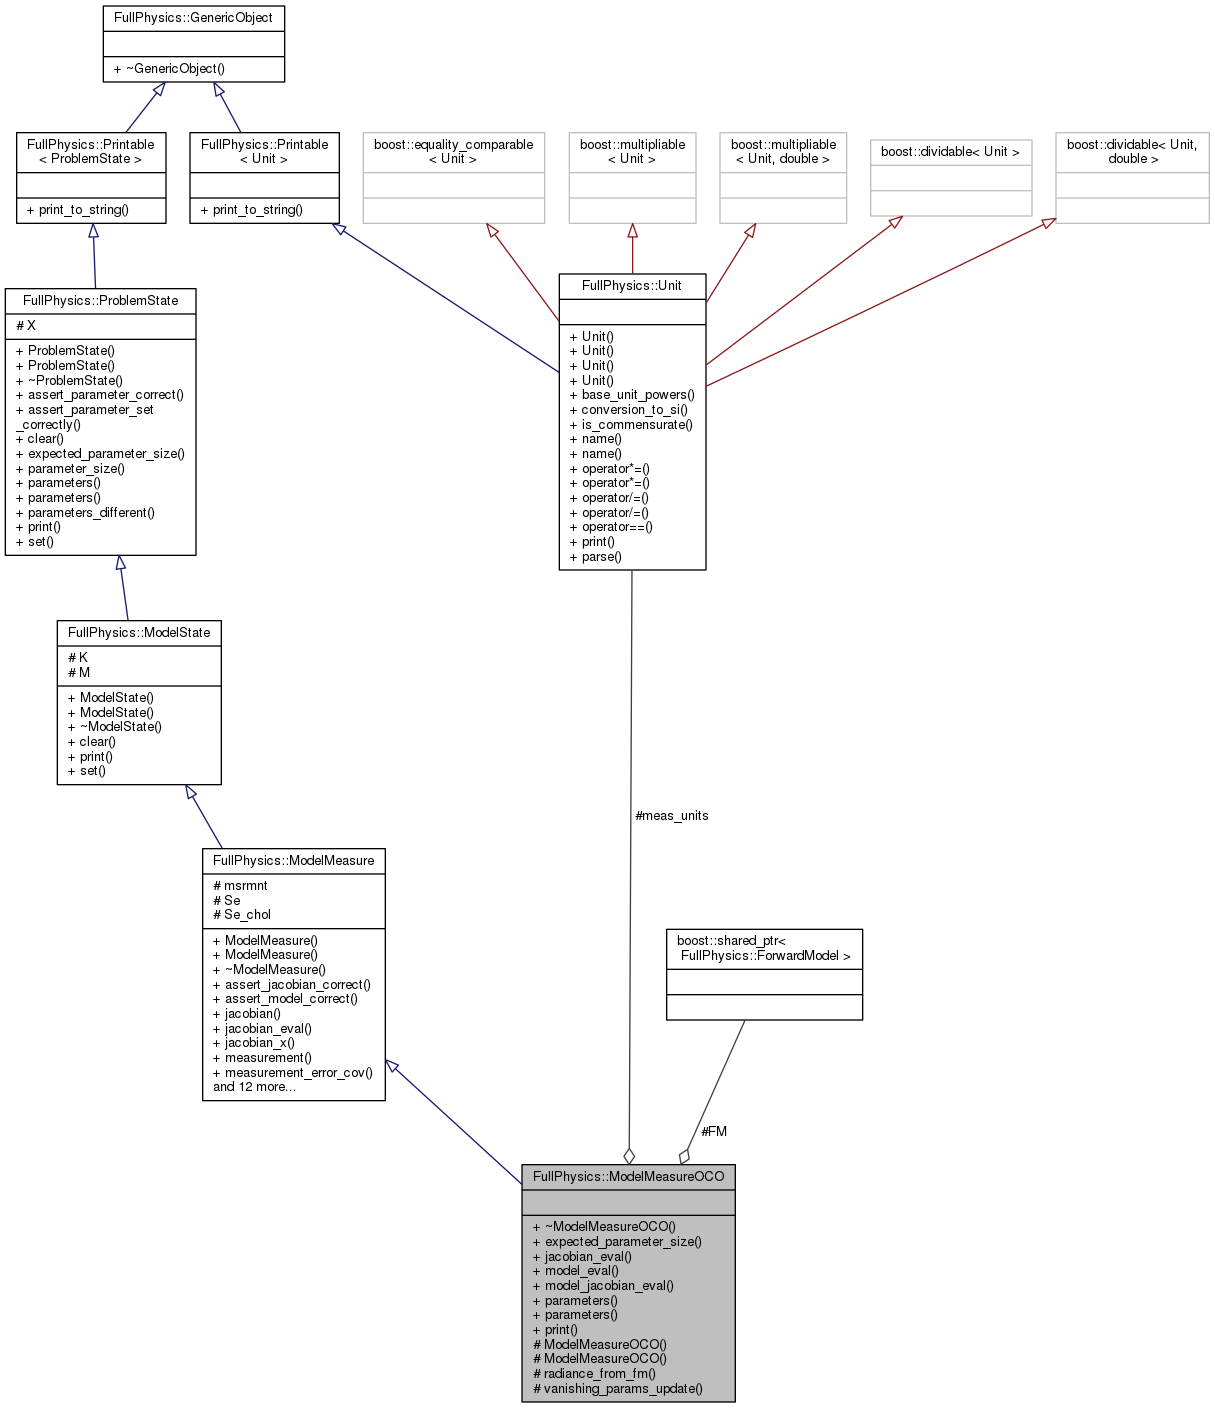 FullPhysics::GenericObject
+ ~GenericObject()
FullPhysics::Printable
< ProblemState >
+ print_to_string()
FullPhysics::Printable
< Unit >
+ print_to_string()
boost::equality_comparable
< Unit >
boost::multipliable
< Unit >
boost::multipliable
< Unit, double >
boost::dividable< Unit >
boost::dividable< Unit,
double >
FullPhysics::ProblemState
# X
+ ProblemState()
+ ProblemState()
+ ~ProblemState()
+ assert_parameter_correct()
+ assert_parameter_set
_correctly()
+ clear()
+ expected_parameter_size()
+ parameter_size()
+ parameters()
+ parameters()
+ parameters_different()
+ print()
+ set()
FullPhysics::Unit
+ Unit()
+ Unit()
+ Unit()
+ Unit()
+ base_unit_powers()
+ conversion_to_si()
+ is_commensurate()
+ name()
+ name()
+ operator*=()
+ operator*=()
+ operator/=()
+ operator/=()
+ operator==()
+ print()
+ parse()
FullPhysics::ModelState
# K
# M
+ ModelState()
+ ModelState()
+ ~ModelState()
+ clear()
+ print()
+ set()
#meas_units
FullPhysics::ModelMeasure
# msrmnt
# Se
# Se_chol
+ ModelMeasure()
+ ModelMeasure()
+ ~ModelMeasure()
+ assert_jacobian_correct()
+ assert_model_correct()
+ jacobian()
+ jacobian_eval()
+ jacobian_x()
+ measurement()
+ measurement_error_cov()
and 12 more...
boost::shared_ptr<
FullPhysics::ForwardModel >
#FM
FullPhysics::ModelMeasureOCO
+ ~ModelMeasureOCO()
+ expected_parameter_size()
+ jacobian_eval()
+ model_eval()
+ model_jacobian_eval()
+ parameters()
+ parameters()
+ print()
# ModelMeasureOCO()
# ModelMeasureOCO()
# radiance_from_fm()
# vanishing_params_update()